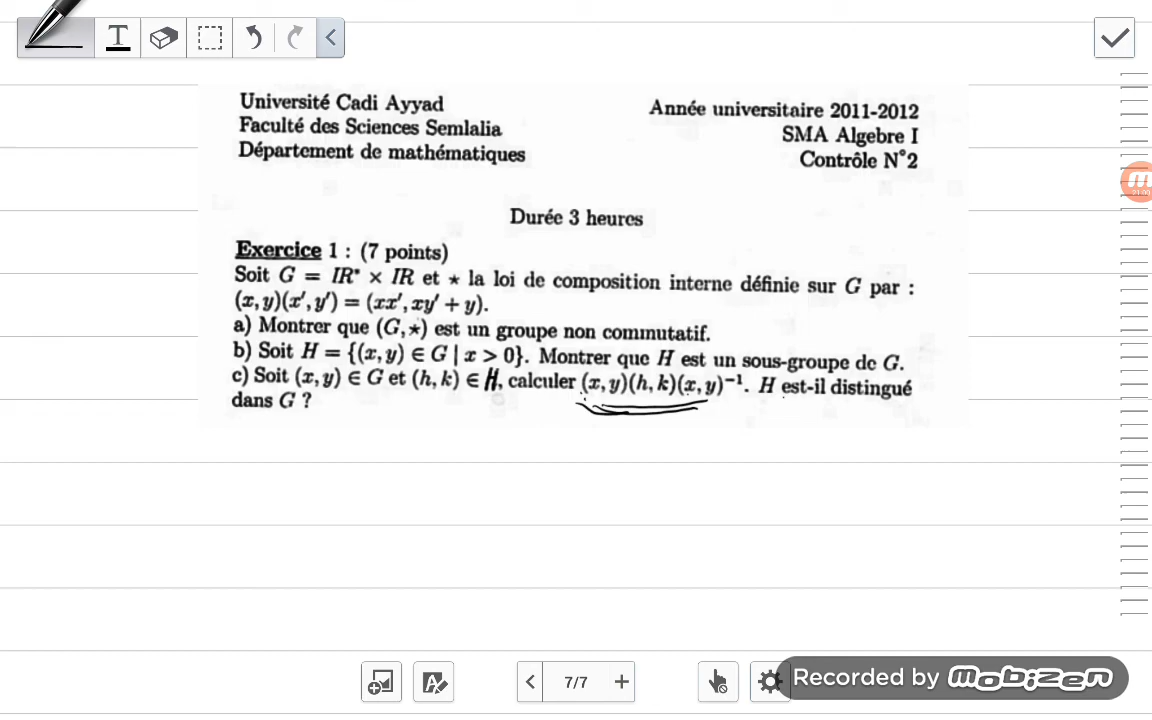 T
Université Cadi Ayyad
Faculté des Sciences Semlalia
Département de mathématiques
Année universitaire 2011-2012
SMA Algebre I
Contrôle N°2
01:00
Durée 3 heures
Exercice 1 : (7 points)
Soit G = IR* × IR et ⋆ la loi de composition interne définie sur G par :
(x, y)(x′, y′) = (xx′, xy′ + y).
a) Montrer que (G, ⋆) est un groupe non commutatif.
b) Soit H = {(x, y) ∈ G | x > 0}. Montrer que H est un sous-groupe de G.
c) Soit (x, y) ∈ G et (h, k) ∈ H, calculer (x, y)(h, k)(x, y)⁻¹. H est-il distingué
dans G ?
7/7
Recorded by mobizen